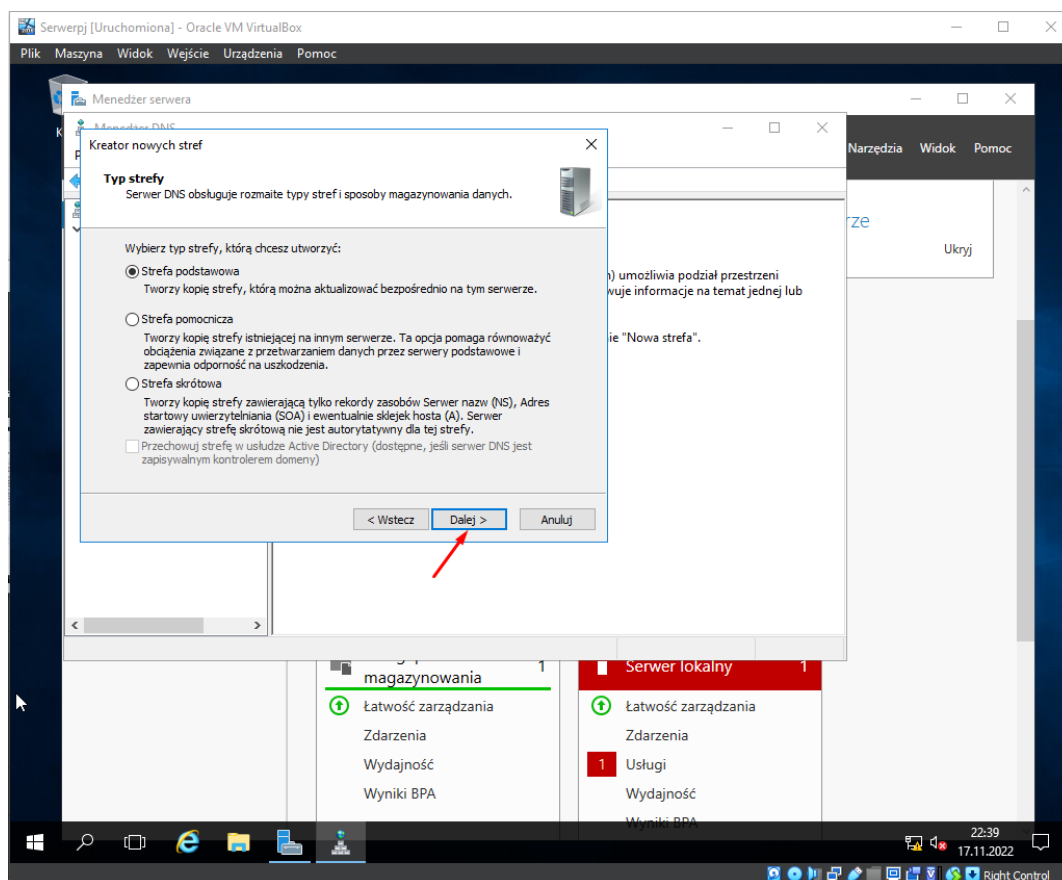 Serwerpj [Uruchomiona] - Oracle VM VirtualBox
Plik Maszyna Widok Wejście Urządzenia Pomoc
Menedżer serwera
Menedżer DNS
Narzędzia Widok Pomoc
Kreator nowych stref
Typ strefy
Serwer DNS obsługuje rozmaite typy stref i sposoby magazynowania danych.
rze
Ukryj
Wybierz typ strefy, którą chcesz utworzyć:
Strefa podstawowa
Tworzy kopię strefy, którą można aktualizować bezpośrednio na tym serwerze.
) umożliwia podział przestrzeni
wuje informacje na temat jednej lub
Strefa pomocnicza
Tworzy kopię strefy istniejącej na innym serwerze. Ta opcja pomaga równoważyć
obciążenia związane z przetwarzaniem danych przez serwery podstawowe i
zapewnia odporność na uszkodzenia.
ie "Nowa strefa".
Strefa skrótowa
Tworzy kopię strefy zawierającą tylko rekordy zasobów Serwer nazw (NS), Adres
startowy uwierzytelniania (SOA) i ewentualnie sklejek hosta (A). Serwer
zawierający strefę skrótową nie jest autorytatywny dla tej strefy.
Przechowuj strefę w usłudze Active Directory (dostępne, jeśli serwer DNS jest
zapisywalnym kontrolerem domeny)
< Wstecz Dalej > Anuluj
magazynowania 1
Serwer lokalny 1
Łatwość zarządzania
Zdarzenia
Wydajność
Wyniki BPA
Łatwość zarządzania
Zdarzenia
1 Usługi
Wydajność
Wyniki BPA
22:39
17.11.2022
Right Control